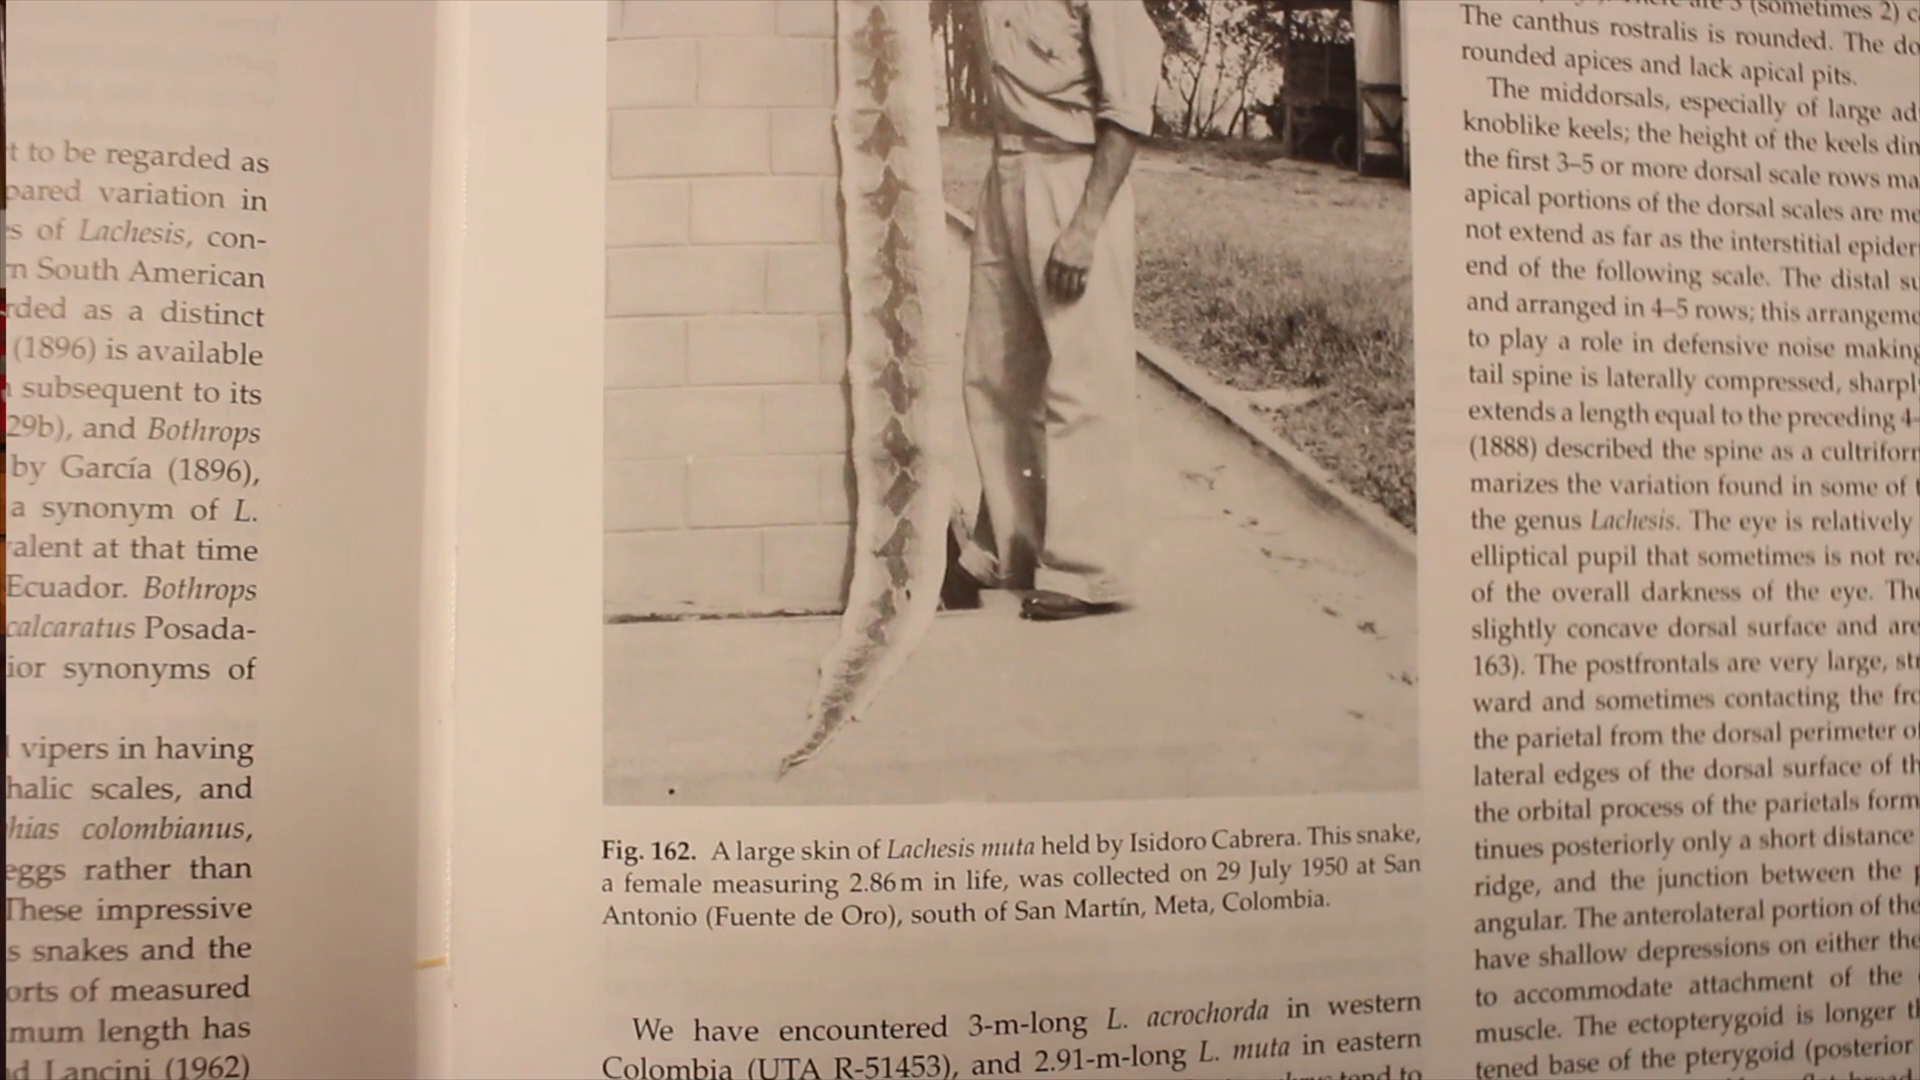 t to be regarded as
pared variation in
s of Lachesis, con-
n South American
rded as a distinct
(1896) is available
subsequent to its
29b), and Bothrops
by García (1896),
a synonym of L.
alent at that time
Ecuador. Bothrops
calcaratus Posada-
ior synonyms of
vipers in having
halic scales, and
hias colombianus,
eggs rather than
These impressive
s snakes and the
orts of measured
mum length has
d Lancini (1962)
Fig. 162. A large skin of Lachesis muta held by Isidoro Cabrera. This snake,
a female measuring 2.86 m in life, was collected on 29 July 1950 at San
Antonio (Fuente de Oro), south of San Martín, Meta, Colombia.
We have encountered 3-m-long L. acrochorda in western
Colombia (UTA R-51453), and 2.91-m-long L. muta in eastern
tend to
are 3 (sometimes 2) c
The canthus rostralis is rounded. The do
rounded apices and lack apical pits.
The middorsals, especially of large ad
knoblike keels; the height of the keels dim
the first 3–5 or more dorsal scale rows ma
apical portions of the dorsal scales are me
not extend as far as the interstitial epider
end of the following scale. The distal su
and arranged in 4–5 rows; this arrangeme
to play a role in defensive noise making
tail spine is laterally compressed, sharpl
extends a length equal to the preceding 4–
(1888) described the spine as a cultriform
marizes the variation found in some of t
the genus Lachesis. The eye is relatively
elliptical pupil that sometimes is not rea
of the overall darkness of the eye. The
slightly concave dorsal surface and are
163). The postfrontals are very large, str
ward and sometimes contacting the fro
the parietal from the dorsal perimeter of
lateral edges of the dorsal surface of th
the orbital process of the parietals form
tinues posteriorly only a short distance
ridge, and the junction between the p
angular. The anterolateral portion of the
have shallow depressions on either the
to accommodate attachment of the
muscle. The ectopterygoid is longer th
tened base of the pterygoid (posterior